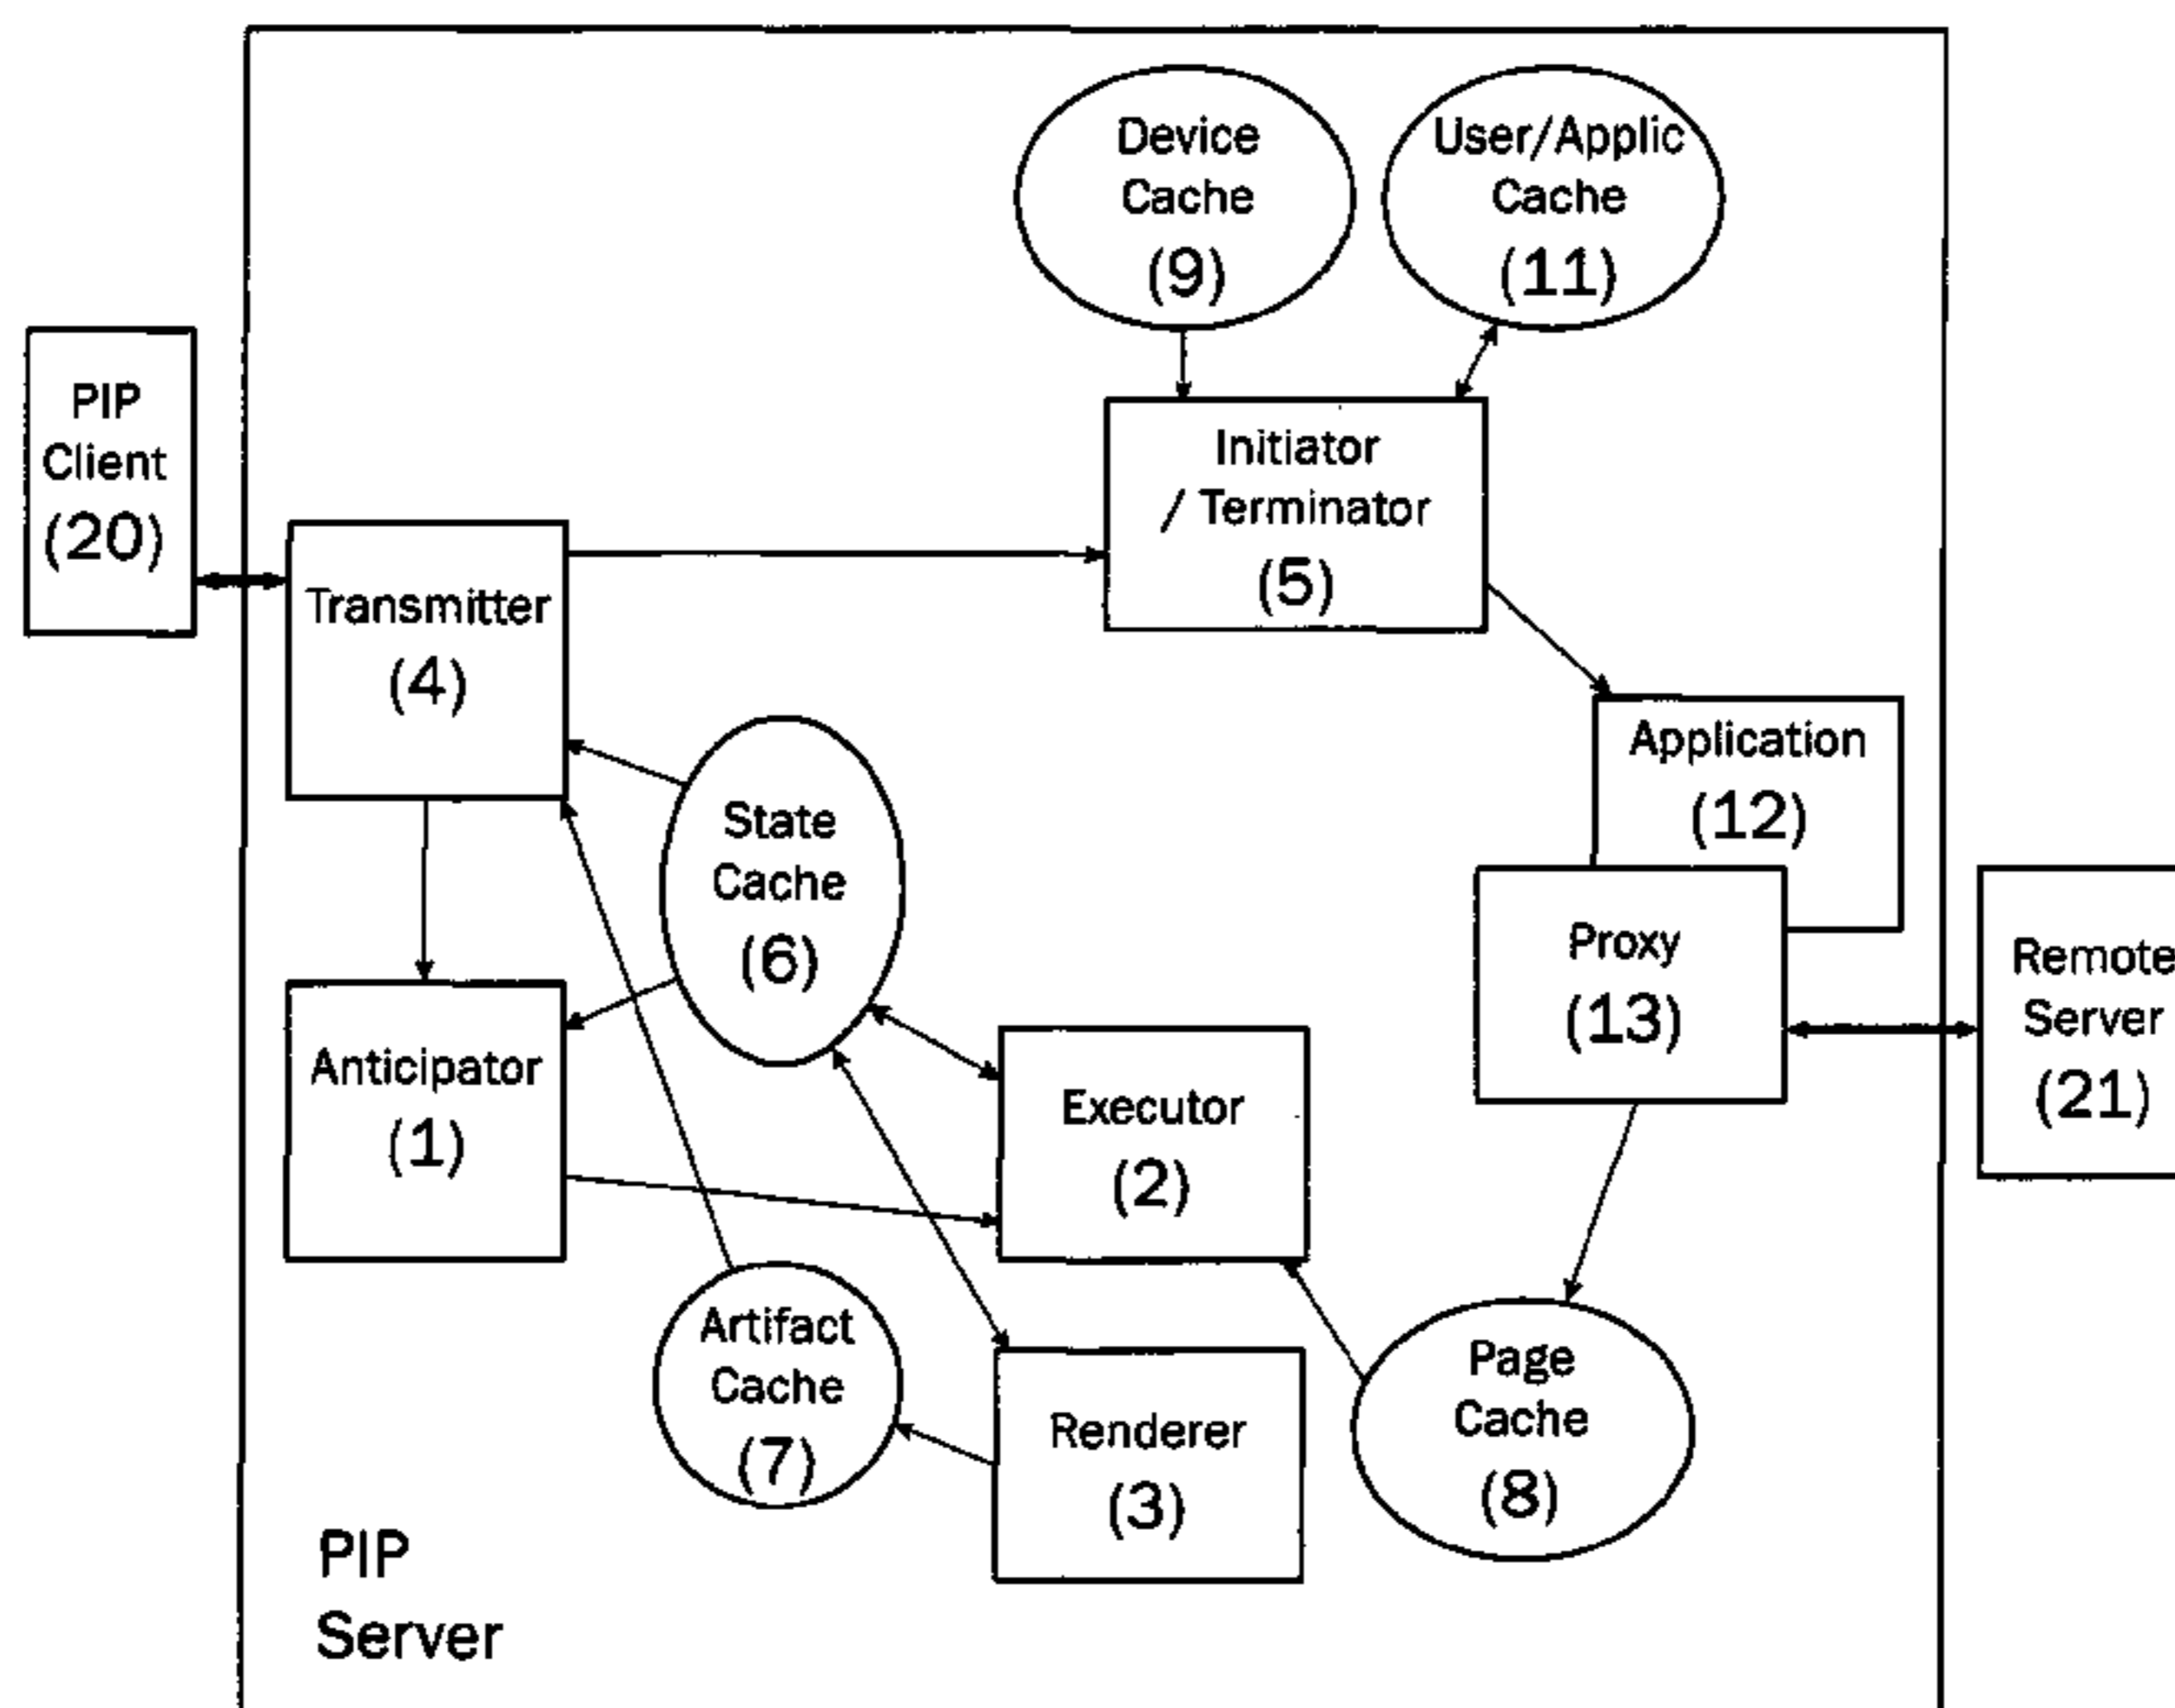 Device
Cache
(9)
User/Applic
Cache
(11)
PIP
Client
(20)
Initiator
/ Terminator
(5)
Transmitter
(4)
Application
(12)
State
Cache
(6)
Proxy
(13)
Remote
Server
(21)
Anticipator
(1)
Executor
(2)
Artifact
Cache
(7)
Renderer
(3)
Page
Cache
(8)
PIP
Server